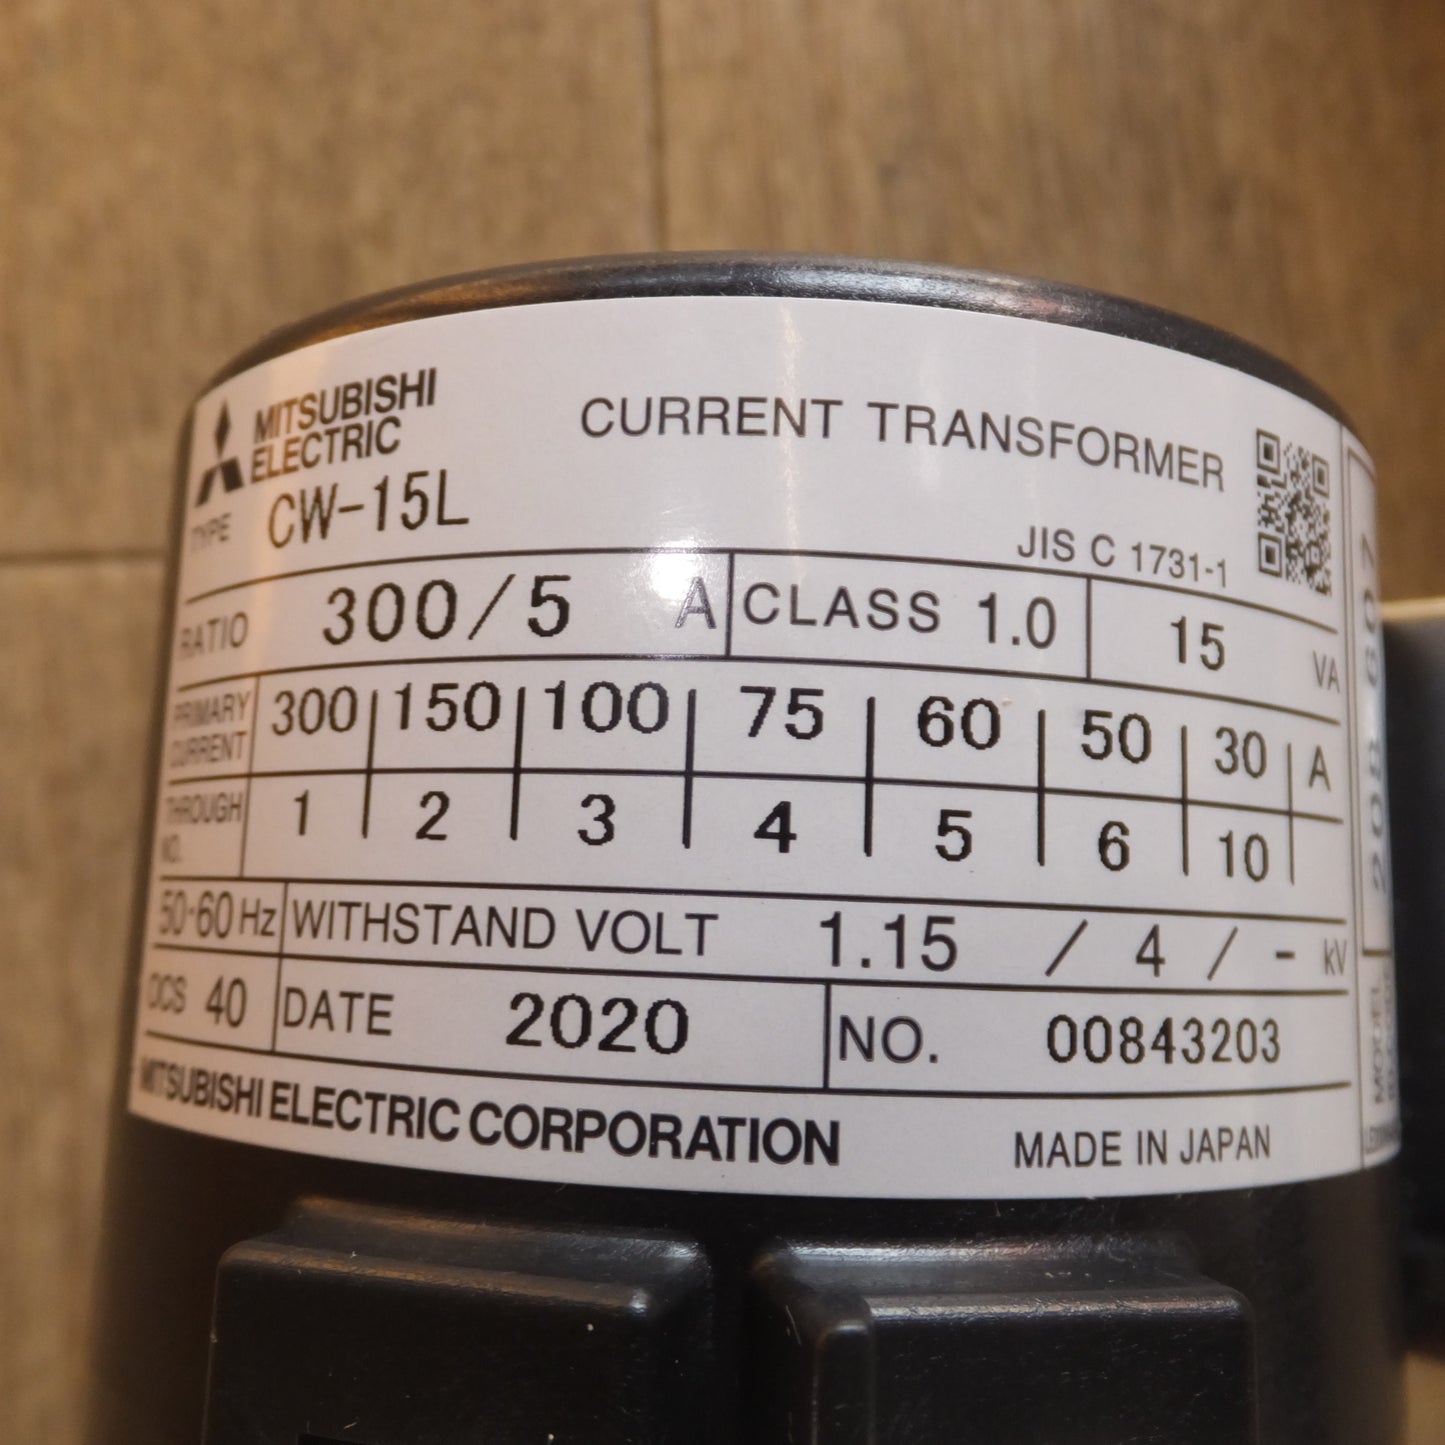 MITSUBISHI
ELECTRIC
CURRENT TRANSFORMER
TYPE CW-15L
JIS C 1731-1
RATIO 300/5 A CLASS 1.0 15 VA
PRIMARY CURRENT 300 150 100 75 60 50 30 A
THROUGH NO. 1 2 3 4 5 6 10
50-60 Hz WITHSTAND VOLT 1.15 / 4 / - kV
OCS 40 DATE 2020 NO. 00843203
MITSUBISHI ELECTRIC CORPORATION MADE IN JAPAN
MODEL